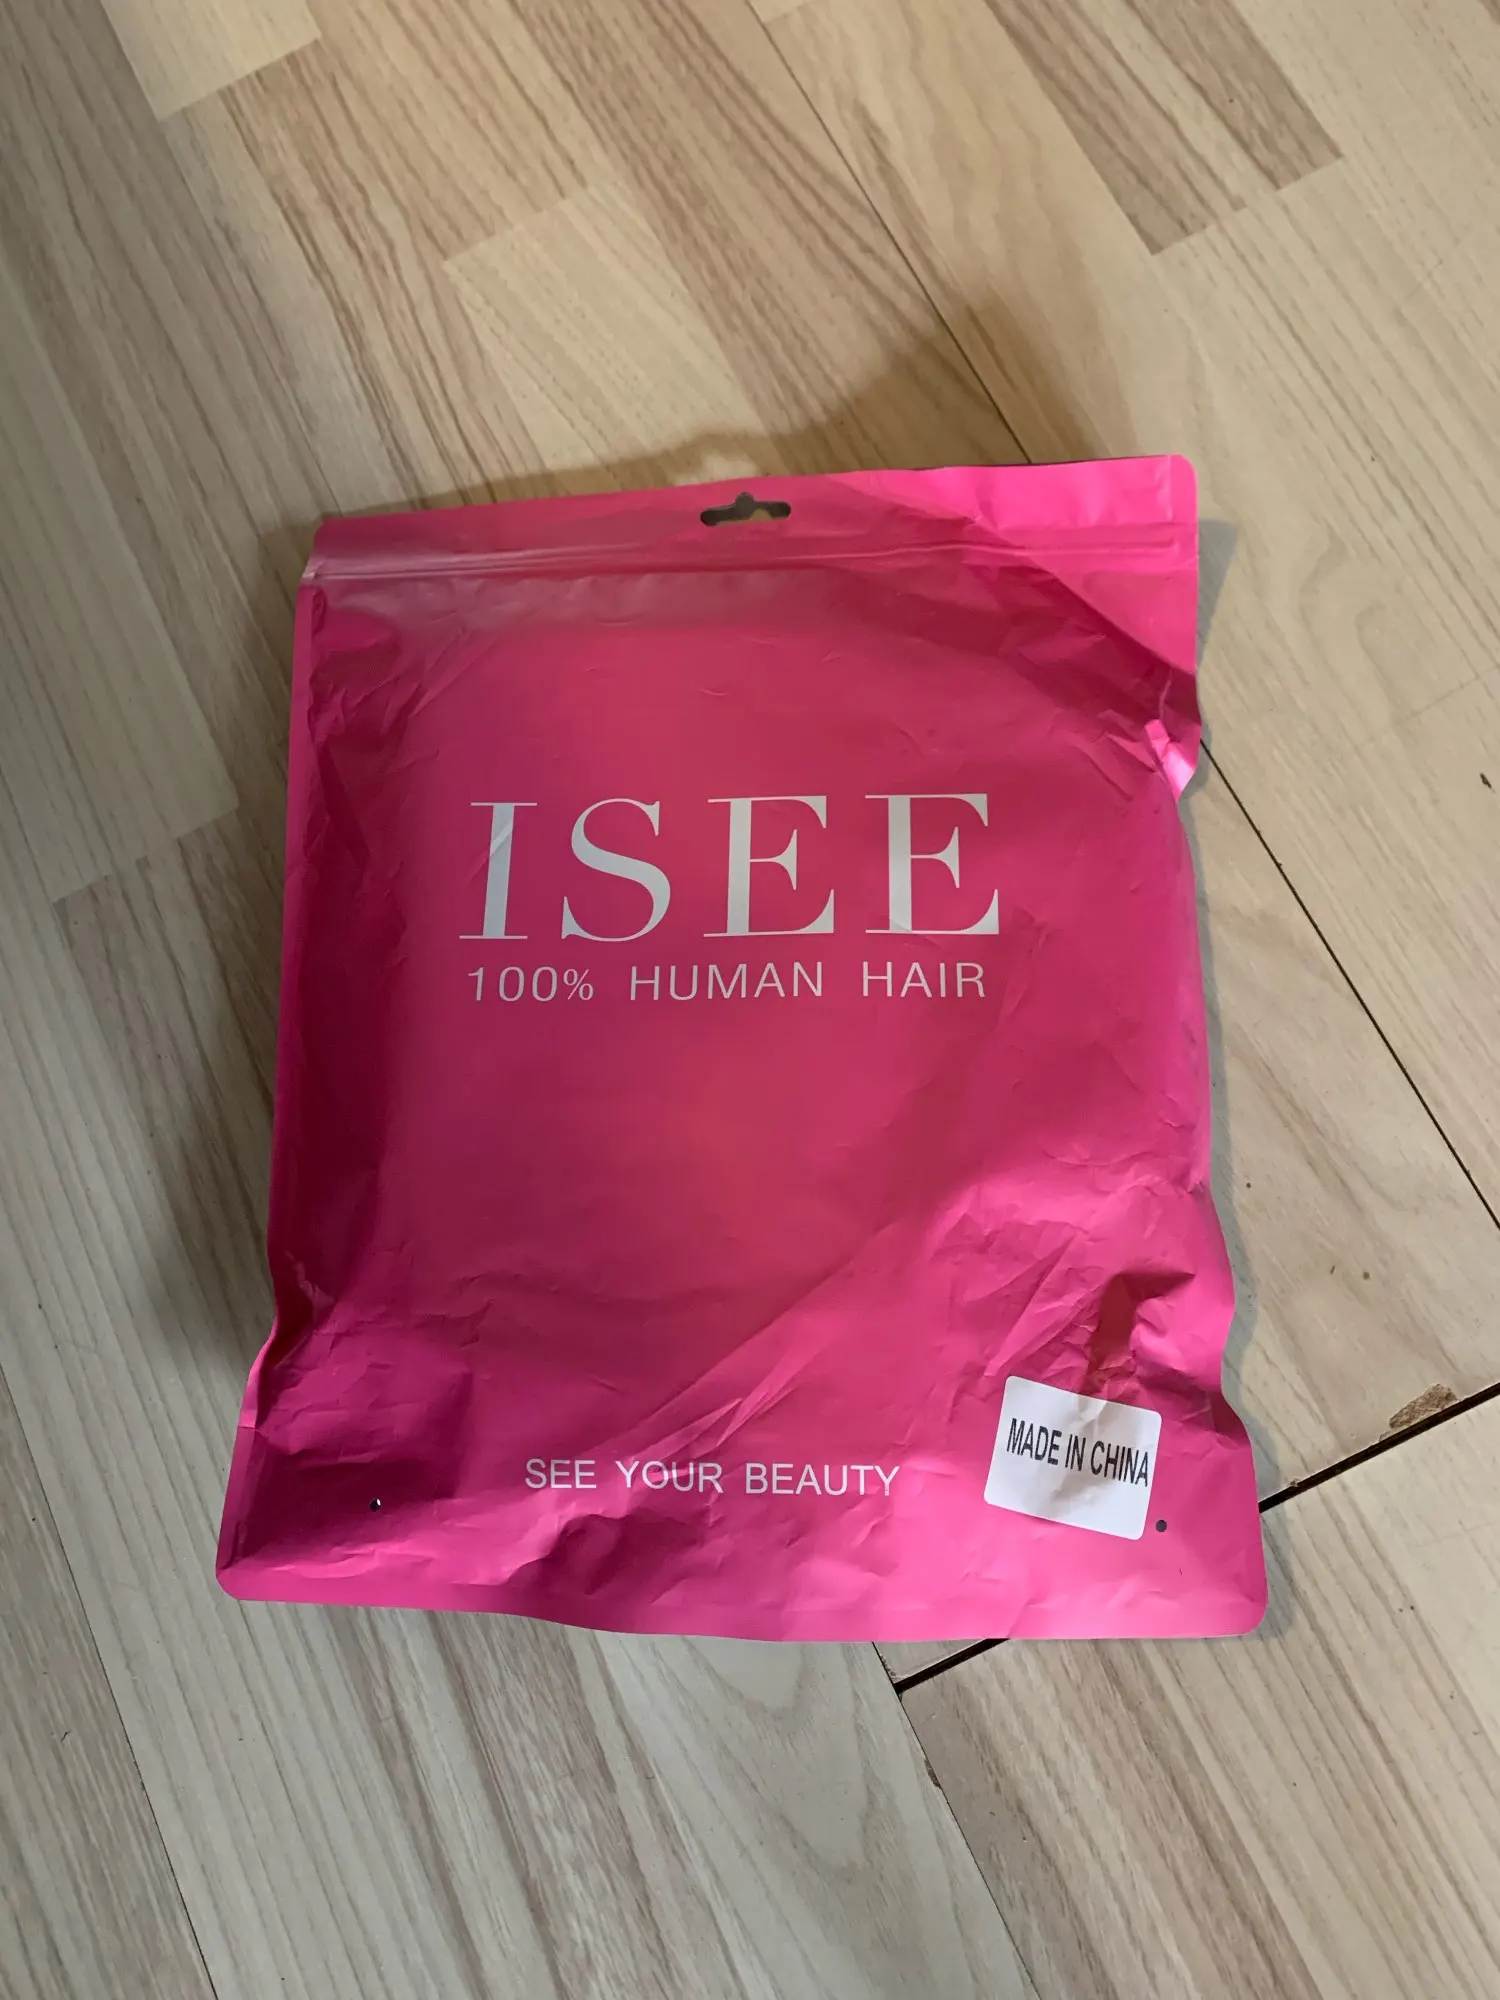 ISEE
100% HUMAN HAIR
SEE YOUR BEAUTY
MADE IN CHINA